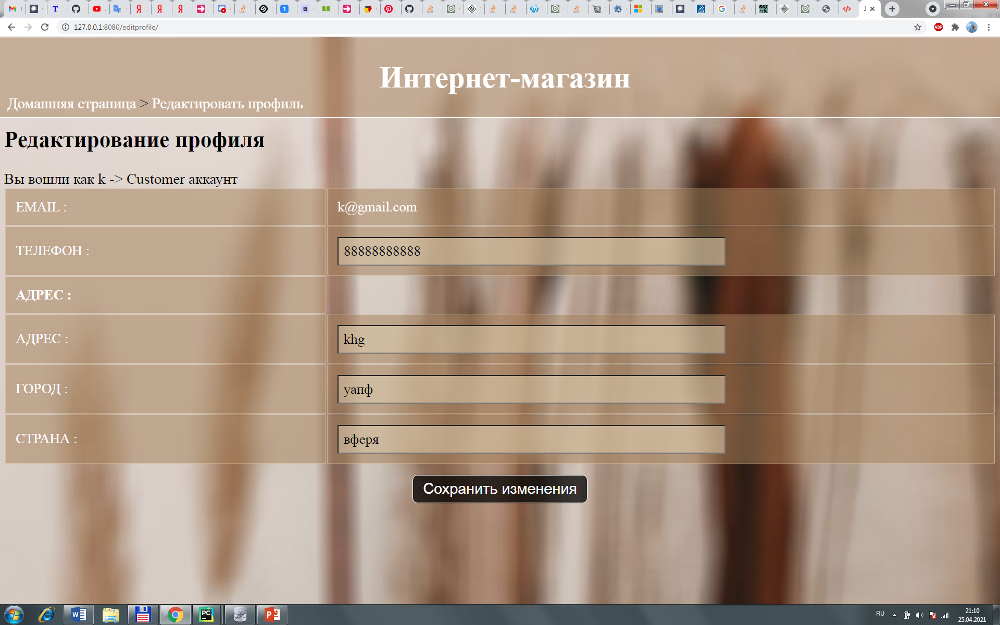 127.0.0.1:8080/editprofile/
Интернет-магазин
Домашняя страница > Редактировать профиль
Редактирование профиля
Вы вошли как k -> Customer аккаунт
EMAIL : k@gmail.com
ТЕЛЕФОН : 88888888888
АДРЕС :
АДРЕС : khg
ГОРОД : уапф
СТРАНА : вферя
Сохранить изменения
RU
21:10
25.04.2021